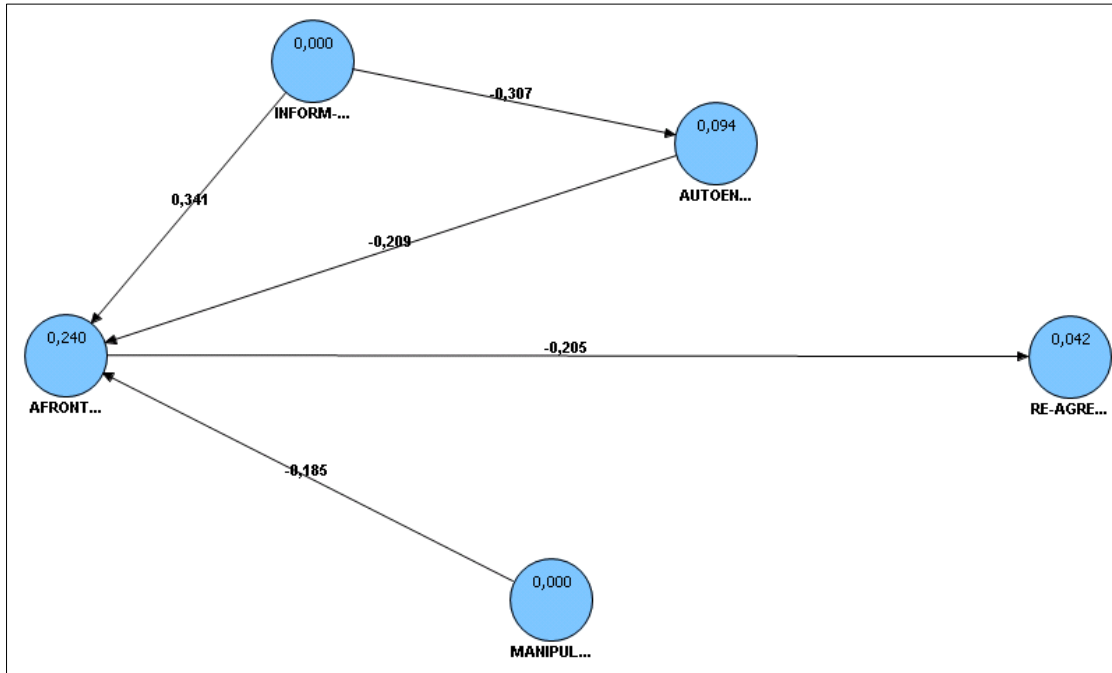 0,000
INFORM-...
-0,307
0,094
AUTOEN...
0,341
-0,209
0,240
AFRONT...
-0,205
0,042
RE-AGRE...
-0,185
0,000
MANIPUL...